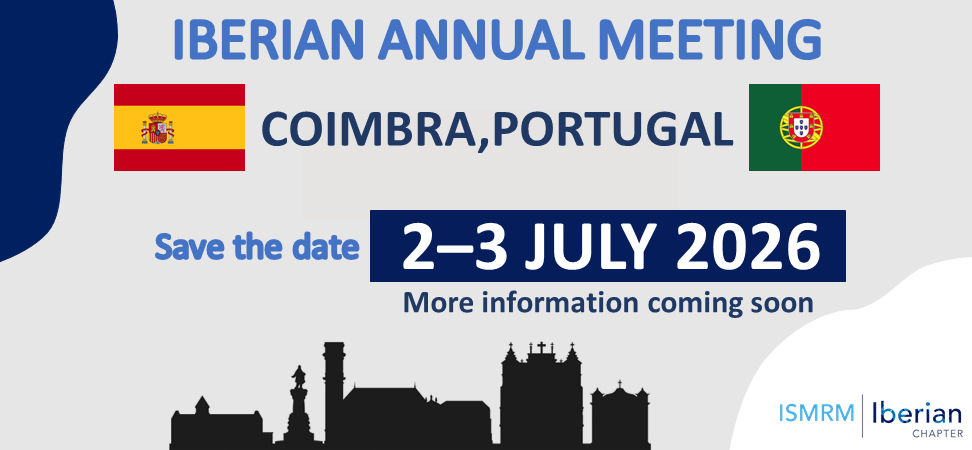 IBERIAN ANNUAL MEETING
COIMBRA,PORTUGAL
Save the date
2–3 JULY 2026
More information coming soon
ISMRM
Iberian
CHAPTER